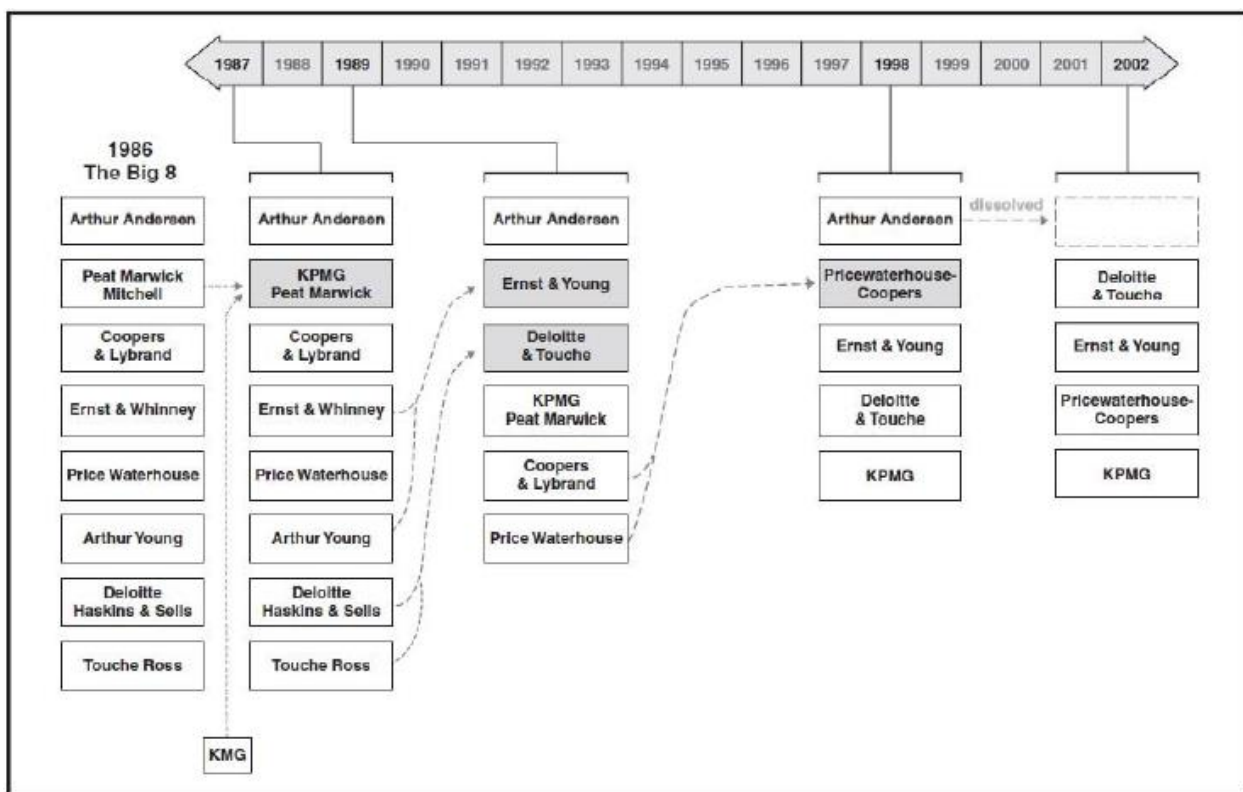 1987 1988 1989 1990 1991 1992 1993 1994 1995 1996 1997 1998 1999 2000 2001 2002
1986
The Big 8
Arthur Andersen
Peat Marwick
Mitchell
Coopers
& Lybrand
Ernst & Whinney
Price Waterhouse
Arthur Young
Deloitte
Haskins & Sells
Touche Ross
KMG
Arthur Andersen
KPMG
Peat Marwick
Coopers
& Lybrand
Ernst & Whinney
Price Waterhouse
Arthur Young
Deloitte
Haskins & Sells
Touche Ross
Arthur Andersen
Ernst & Young
Deloitte
& Touche
KPMG
Peat Marwick
Coopers
& Lybrand
Price Waterhouse
Arthur Andersen
Pricewaterhouse-
Coopers
Ernst & Young
Deloitte
& Touche
KPMG
dissolved
Deloitte
& Touche
Ernst & Young
Pricewaterhouse-
Coopers
KPMG